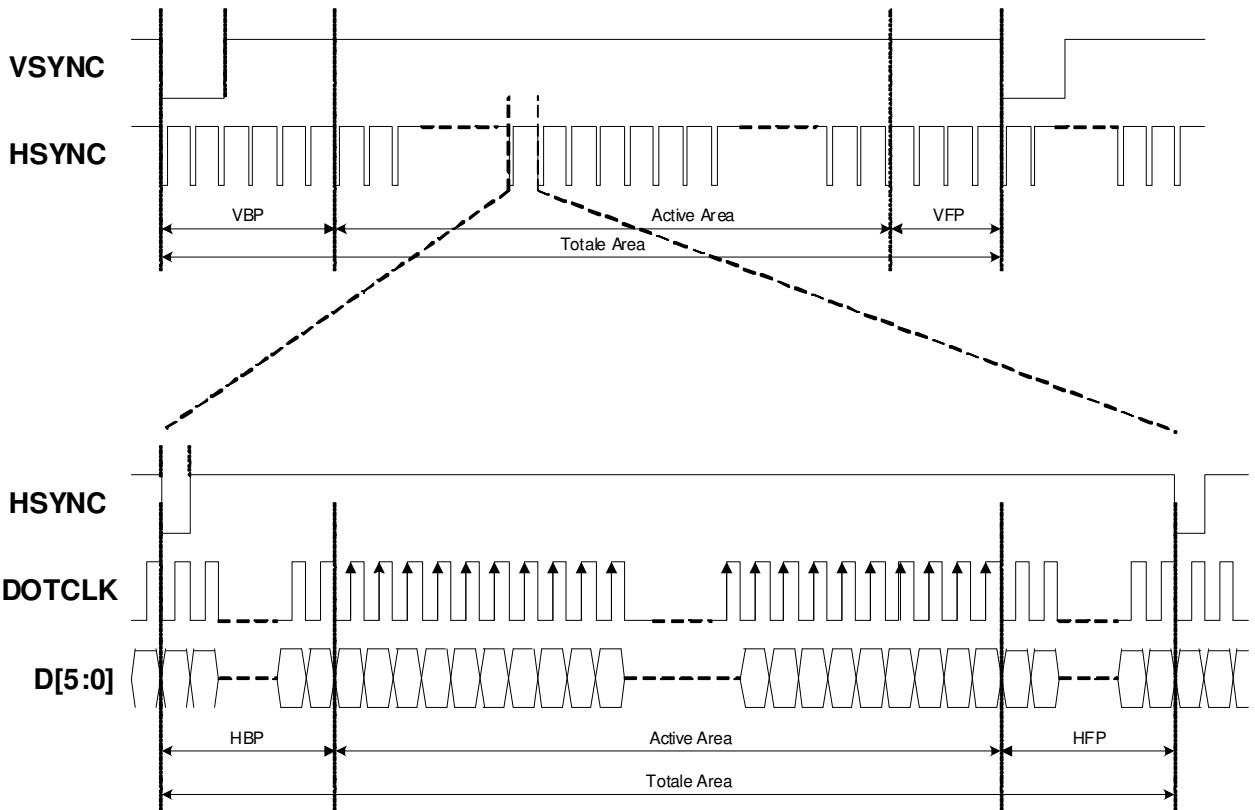 VSYNC
HSYNC
VBP Active Area VFP
Totale Area
HSYNC
DOTCLK
D[5:0]
HBP Active Area HFP
Totale Area